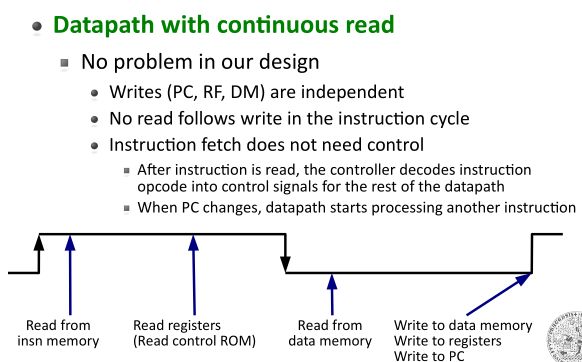 Datapath with continuous read
No problem in our design
Writes (PC, RF, DM) are independent
No read follows write in the instruction cycle
Instruction fetch does not need control
After instruction is read, the controller decodes instruction
opcode into control signals for the rest of the datapath
When PC changes, datapath starts processing another instruction
Read from
insn memory
Read registers
(Read control ROM)
Read from
data memory
Write to data memory
Write to registers
Write to PC